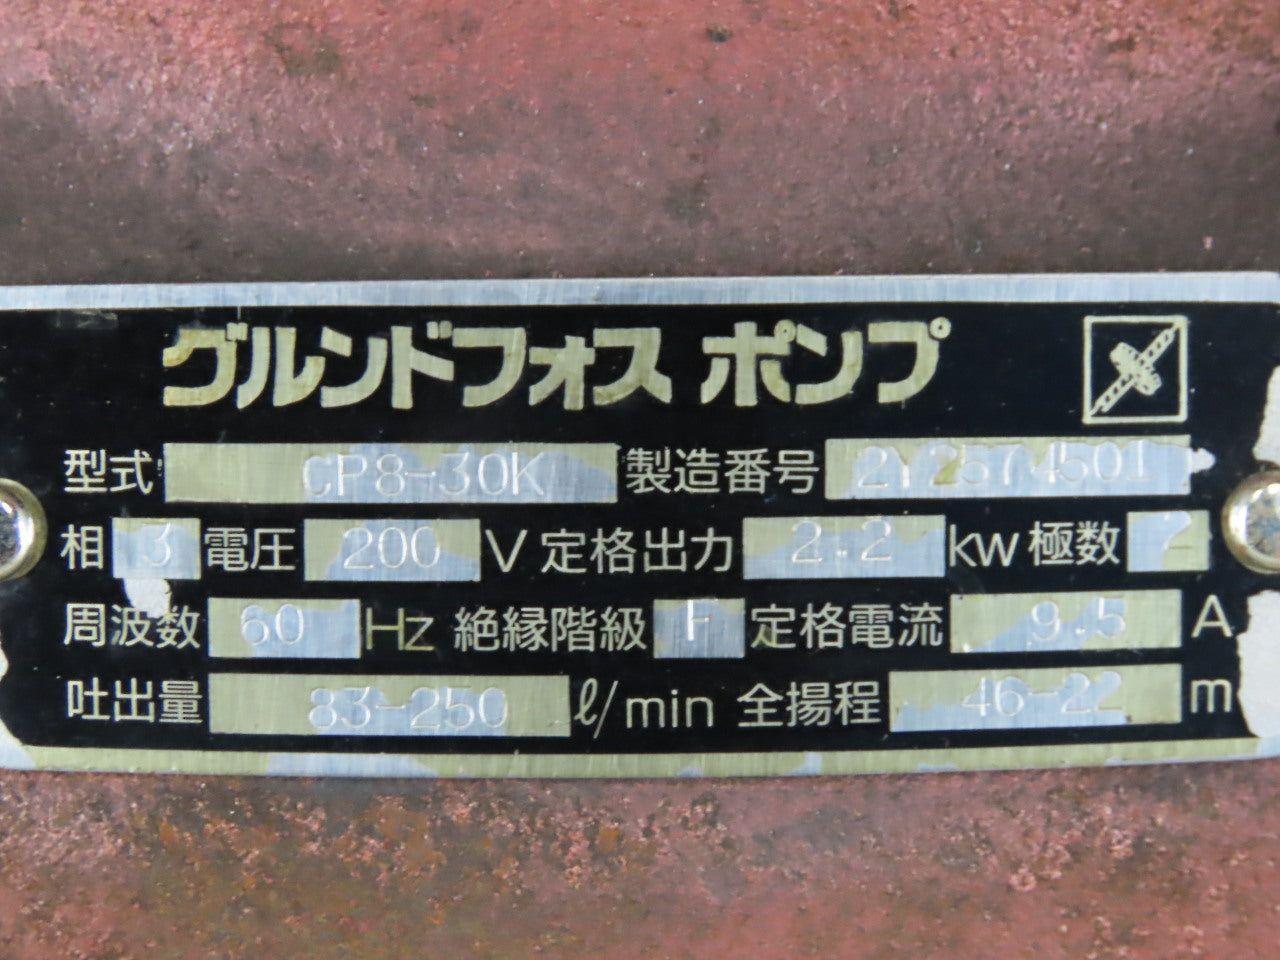 グルンドフォス ポンプ
型式 CP8-30K 製造番号 2Y2574501
相 3 電圧 200 V 定格出力 2.2 kw 極数 2
周波数 60 Hz 絶縁階級 F 定格電流 9.5 A
吐出量 83-250 ℓ/min 全揚程 46-22 m